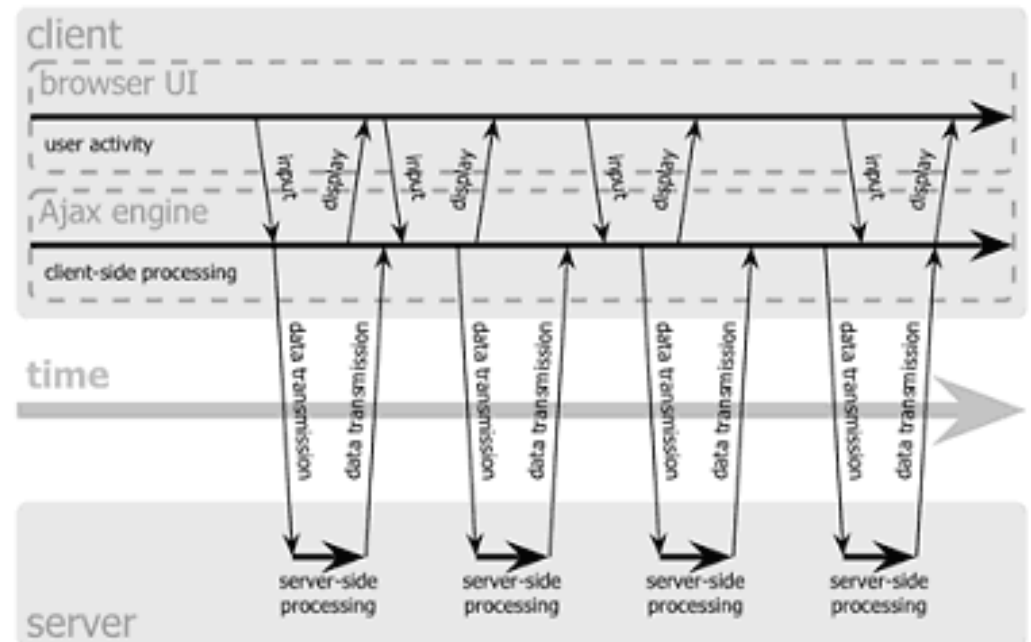 client
browser UI
user activity
input
display
input
display
input
display
input
display
Ajax engine
client-side processing
data transmission
data transmission
data transmission
data transmission
data transmission
data transmission
data transmission
data transmission
time
server-side
processing
server-side
processing
server-side
processing
server-side
processing
server